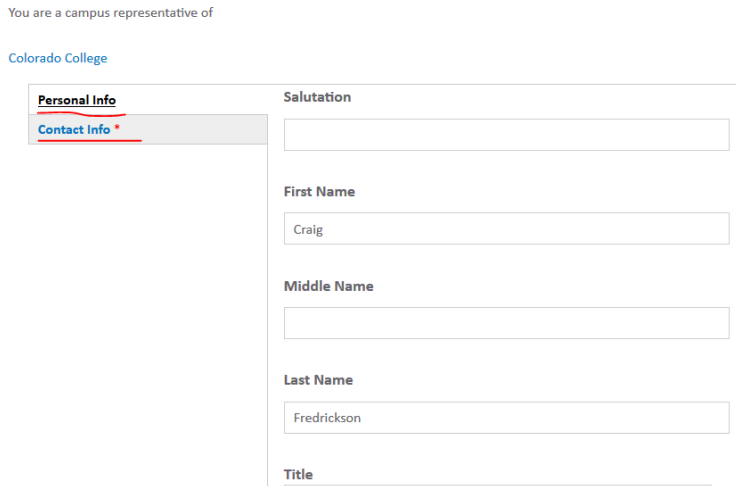 You are a campus representative of
Colorado College
Personal Info
Contact Info *
Salutation
First Name
Craig
Middle Name
Last Name
Fredrickson
Title